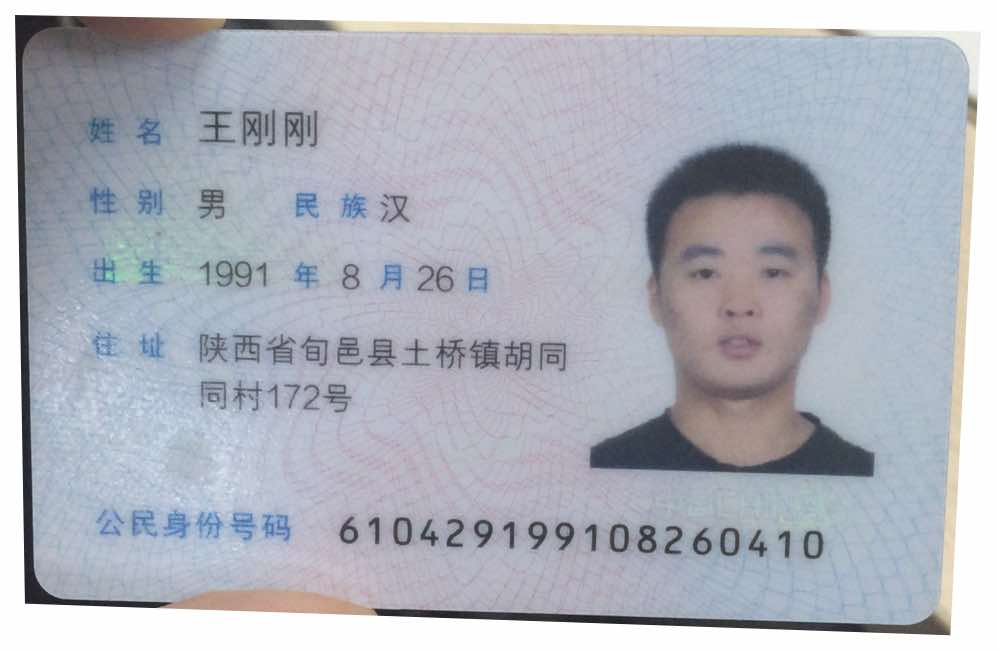 姓名 王刚刚
性别 男 民族 汉
出生 1991 年 8 月 26 日
住址 陕西省旬邑县土桥镇胡同
同村172号
公民身份号码 610429199108260410